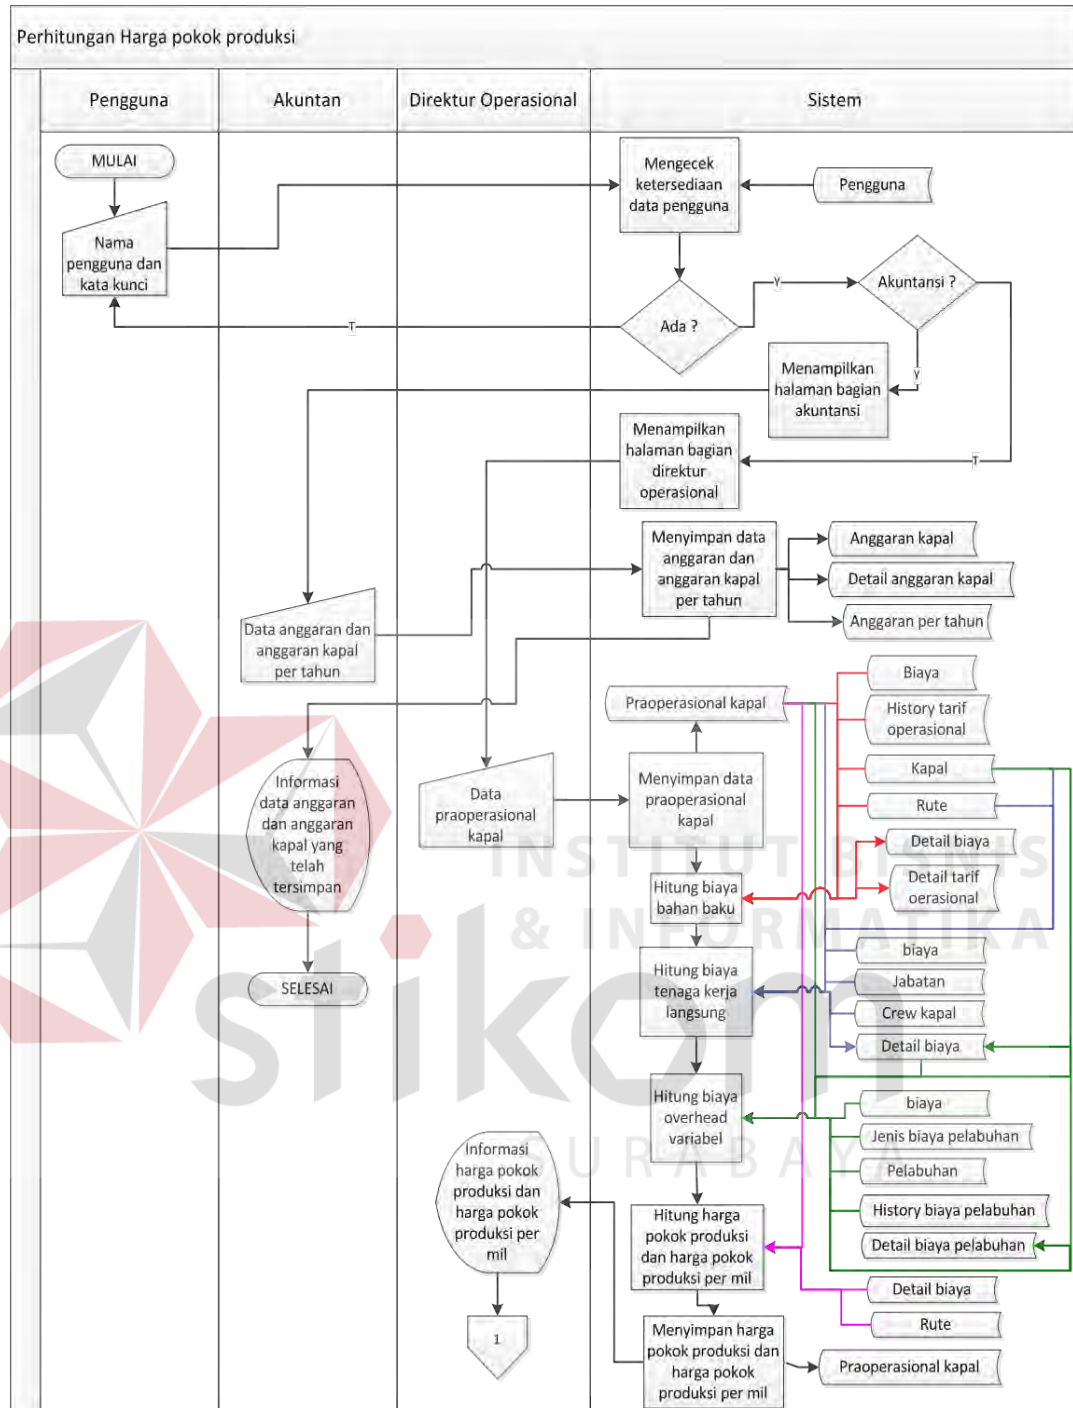 Perhitungan Harga pokok produksi
Pengguna
Akuntan
Direktur Operasional
Sistem
MULAI
Mengecek
ketersediaan
data pengguna
Pengguna
Nama
pengguna dan
kata kunci
Akuntansi ?
Y
Ada ?
T
Y
Menampilkan
halaman bagian
akuntansi
Menampilkan
halaman bagian
direktur
operasional
T
Menyimpan data
anggaran dan
anggaran kapal
per tahun
Anggaran kapal
Detail anggaran kapal
Anggaran per tahun
Data anggaran dan
anggaran kapal
per tahun
Praoperasional kapal
Biaya
History tarif
operasional
Kapal
Rute
Informasi
data anggaran
dan anggaran
kapal yang
telah
tersimpan
Data
praoperasional
kapal
Menyimpan data
praoperasional
kapal
Detail biaya
Detail tarif
oerasional
Hitung biaya
bahan baku
INSTITUT BISNIS
& INFORMATIKA
stikom
SURABAYA
SELESAI
Hitung biaya
tenaga kerja
langsung
biaya
Jabatan
Crew kapal
Detail biaya
Hitung biaya
overhead
variabel
biaya
Jenis biaya pelabuhan
Pelabuhan
History biaya pelabuhan
Detail biaya pelabuhan
Informasi
harga pokok
produksi dan
harga pokok
produksi per
mil
Hitung harga
pokok produksi
dan harga pokok
produksi per mil
Detail biaya
Rute
1
Menyimpan harga
pokok produksi dan
harga pokok
produksi per mil
Praoperasional kapal